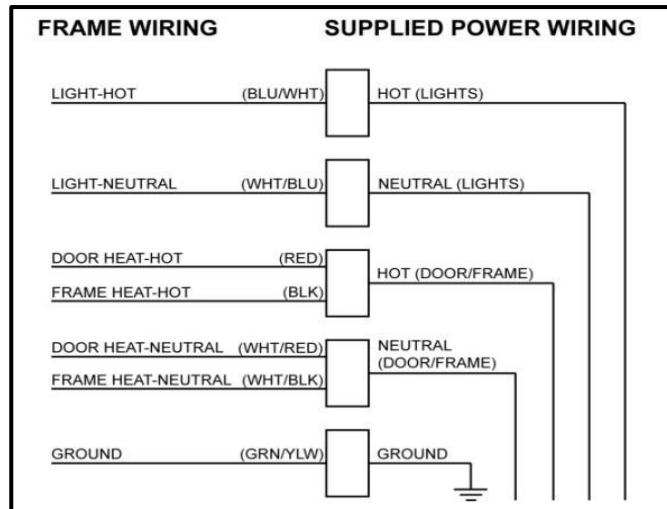 FRAME WIRING SUPPLIED POWER WIRING
LIGHT-HOT (BLU/WHT) HOT (LIGHTS)
LIGHT-NEUTRAL (WHT/BLU) NEUTRAL (LIGHTS)
DOOR HEAT-HOT (RED)
HOT (DOOR/FRAME)
FRAME HEAT-HOT (BLK)
DOOR HEAT-NEUTRAL (WHT/RED) NEUTRAL
(DOOR/FRAME)
FRAME HEAT-NEUTRAL (WHT/BLK)
GROUND (GRN/YLW) GROUND